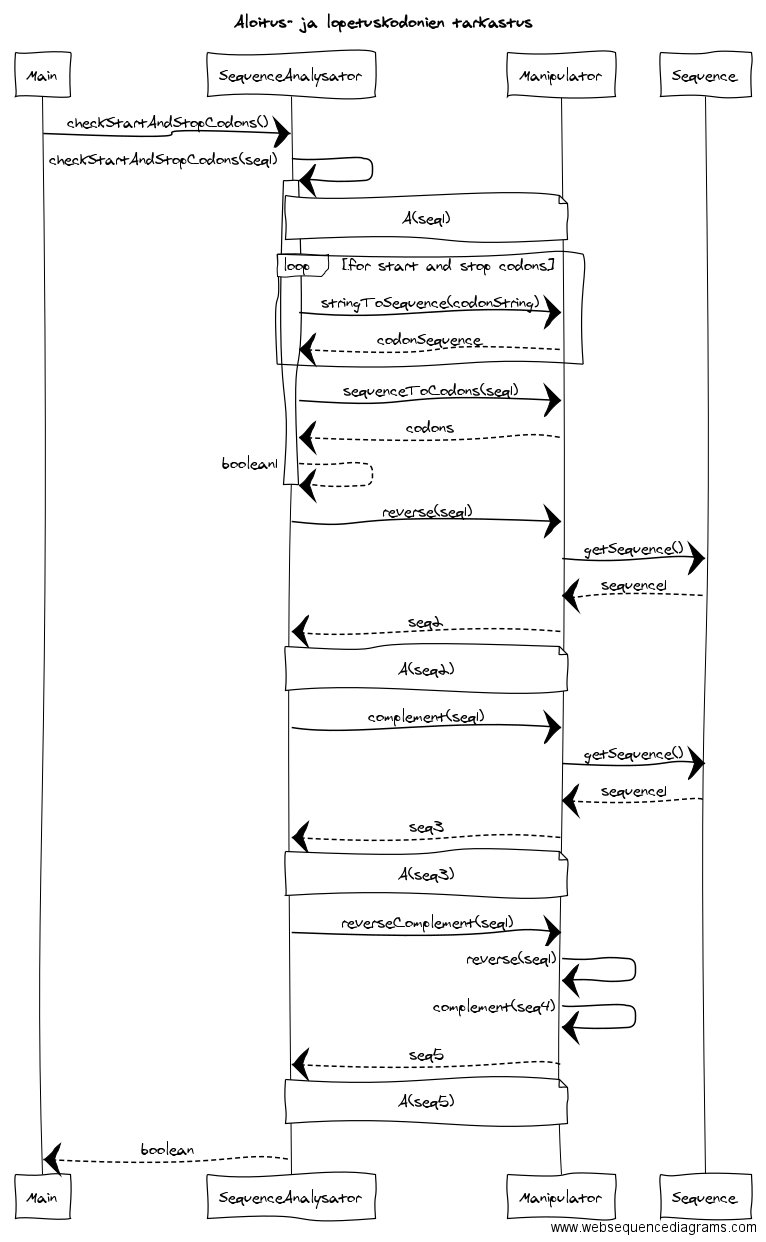 Aloitus- ja lopetuskodonien tarkastus
Main
SequenceAnalysator
Manipulator
Sequence
checkStartAndStopCodons()
checkStartAndStopCodons(seq1)
A(seq1)
loop
[for start and stop codons]
stringToSequence(codonString)
codonSequence
sequenceToCodons(seq1)
codons
boolean1
reverse(seq1)
getSequence()
sequence1
seq2
A(seq2)
complement(seq1)
getSequence()
sequence1
seq3
A(seq3)
reverseComplement(seq1)
reverse(seq1)
complement(seq4)
seq5
A(seq5)
boolean
Main
SequenceAnalysator
Manipulator
Sequence
www.websequencediagrams.com